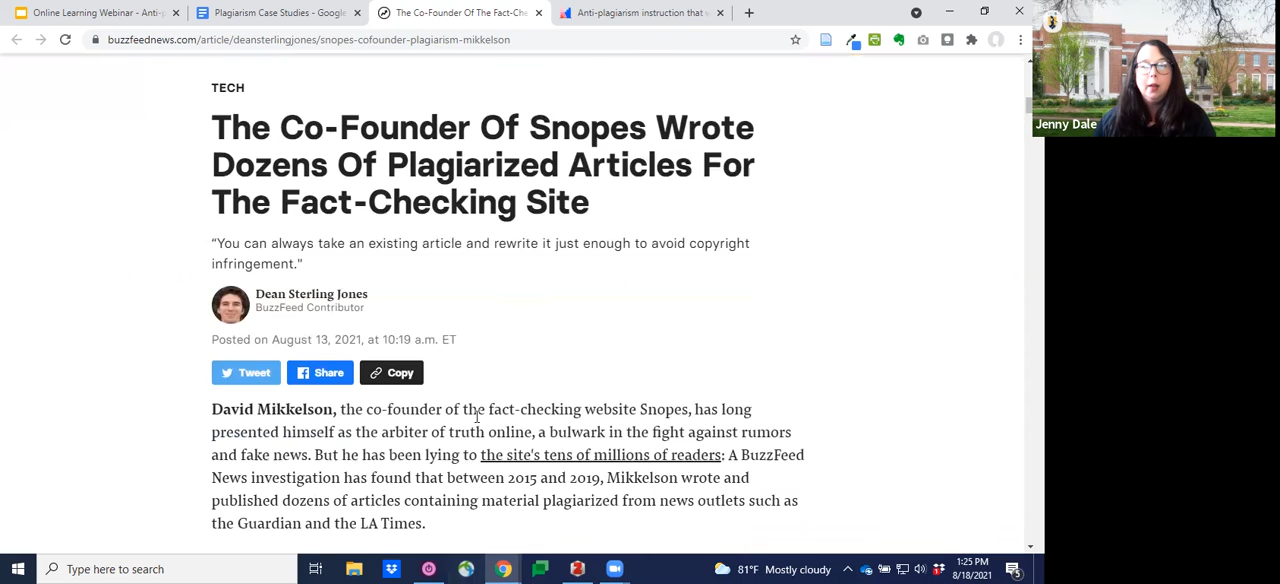 Online Learning Webinar - Anti-p
Plagiarism Case Studies - Google
The Co-Founder Of The Fact-Che
Anti-plagiarism instruction that w
buzzfeednews.com/article/deansterlingjones/snopes-cofounder-plagiarism-mikkelson
Jenny Dale
TECH
The Co-Founder Of Snopes Wrote
Dozens Of Plagiarized Articles For
The Fact-Checking Site
“You can always take an existing article and rewrite it just enough to avoid copyright
infringement."
Dean Sterling Jones
BuzzFeed Contributor
Posted on August 13, 2021, at 10:19 a.m. ET
Tweet
Share
Copy
David Mikkelson, the co-founder of the fact-checking website Snopes, has long
presented himself as the arbiter of truth online, a bulwark in the fight against rumors
and fake news. But he has been lying to the site's tens of millions of readers: A BuzzFeed
News investigation has found that between 2015 and 2019, Mikkelson wrote and
published dozens of articles containing material plagiarized from news outlets such as
the Guardian and the LA Times.
Type here to search
81°F Mostly cloudy
1:25 PM
8/18/2021
5